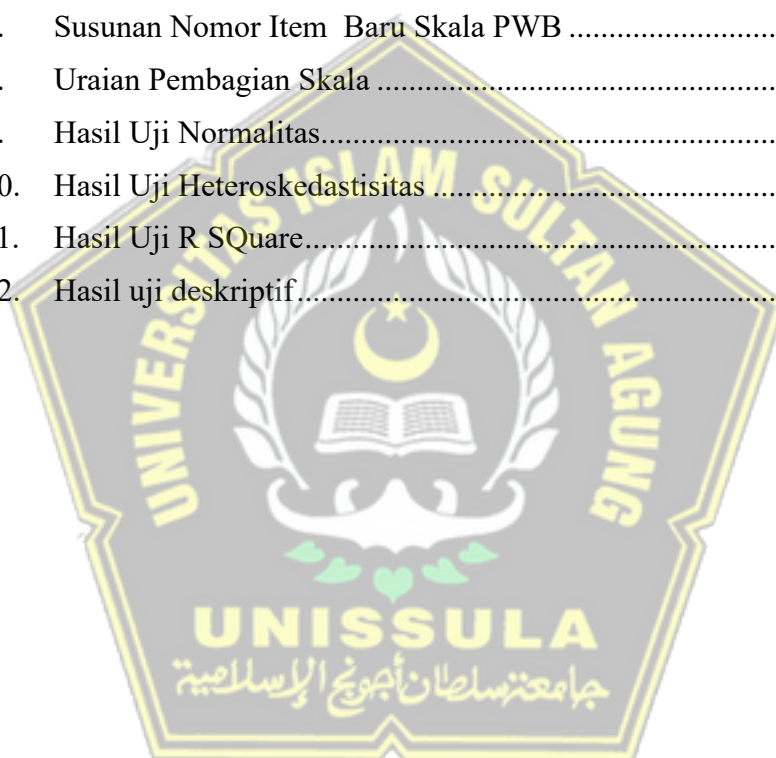 . Susunan Nomor Item Baru Skala PWB ........................
. Uraian Pembagian Skala ................................................
. Hasil Uji Normalitas.......................................................
0. Hasil Uji Heteroskedastisitas .........................................
1. Hasil Uji R SQuare.........................................................
2. Hasil uji deskriptif..........................................................
UNIVERSITAS ISLAM SULTAN AGUNG
UNISSULA
جامعة سلطان أجونج الإسلامية